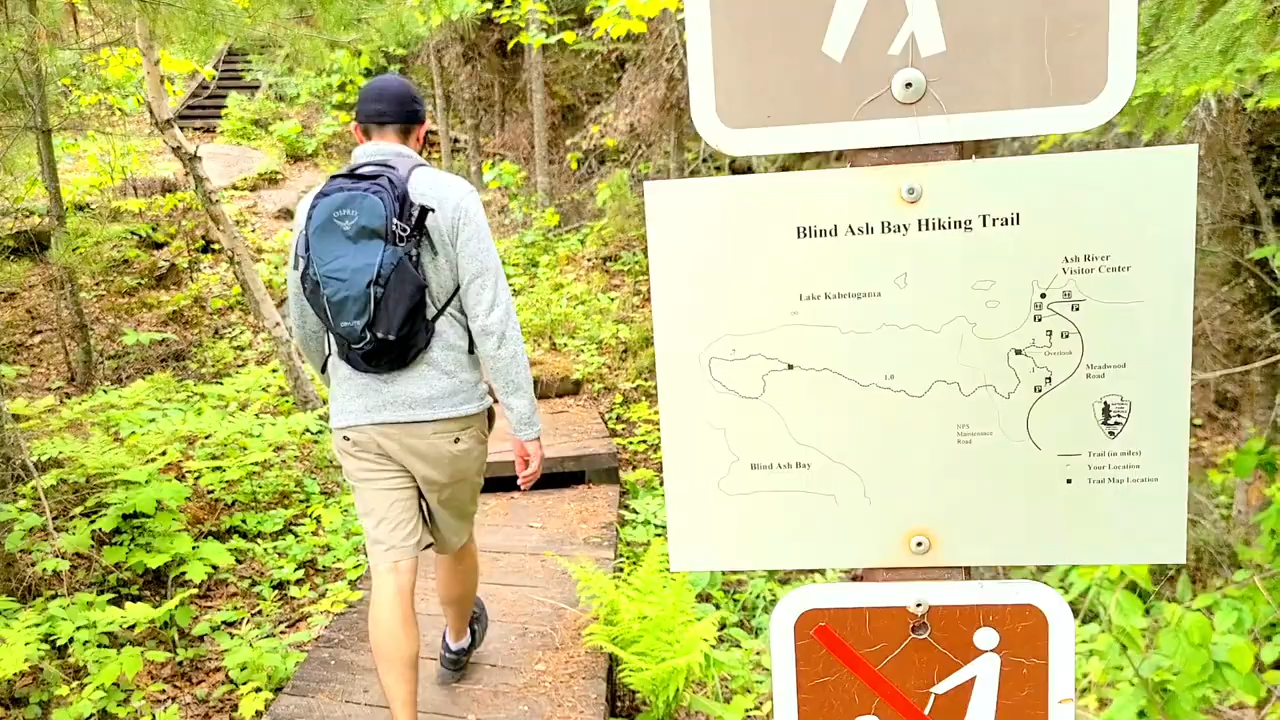 OSPREY
Blind Ash Bay Hiking Trail
Ash River
Visitor Center
Lake Kabetogama
Overlook
.1
1.0
Meadwood
Road
NPS
Maintenance
Road
Blind Ash Bay
Trail (in miles)
Your Location
Trail Map Location